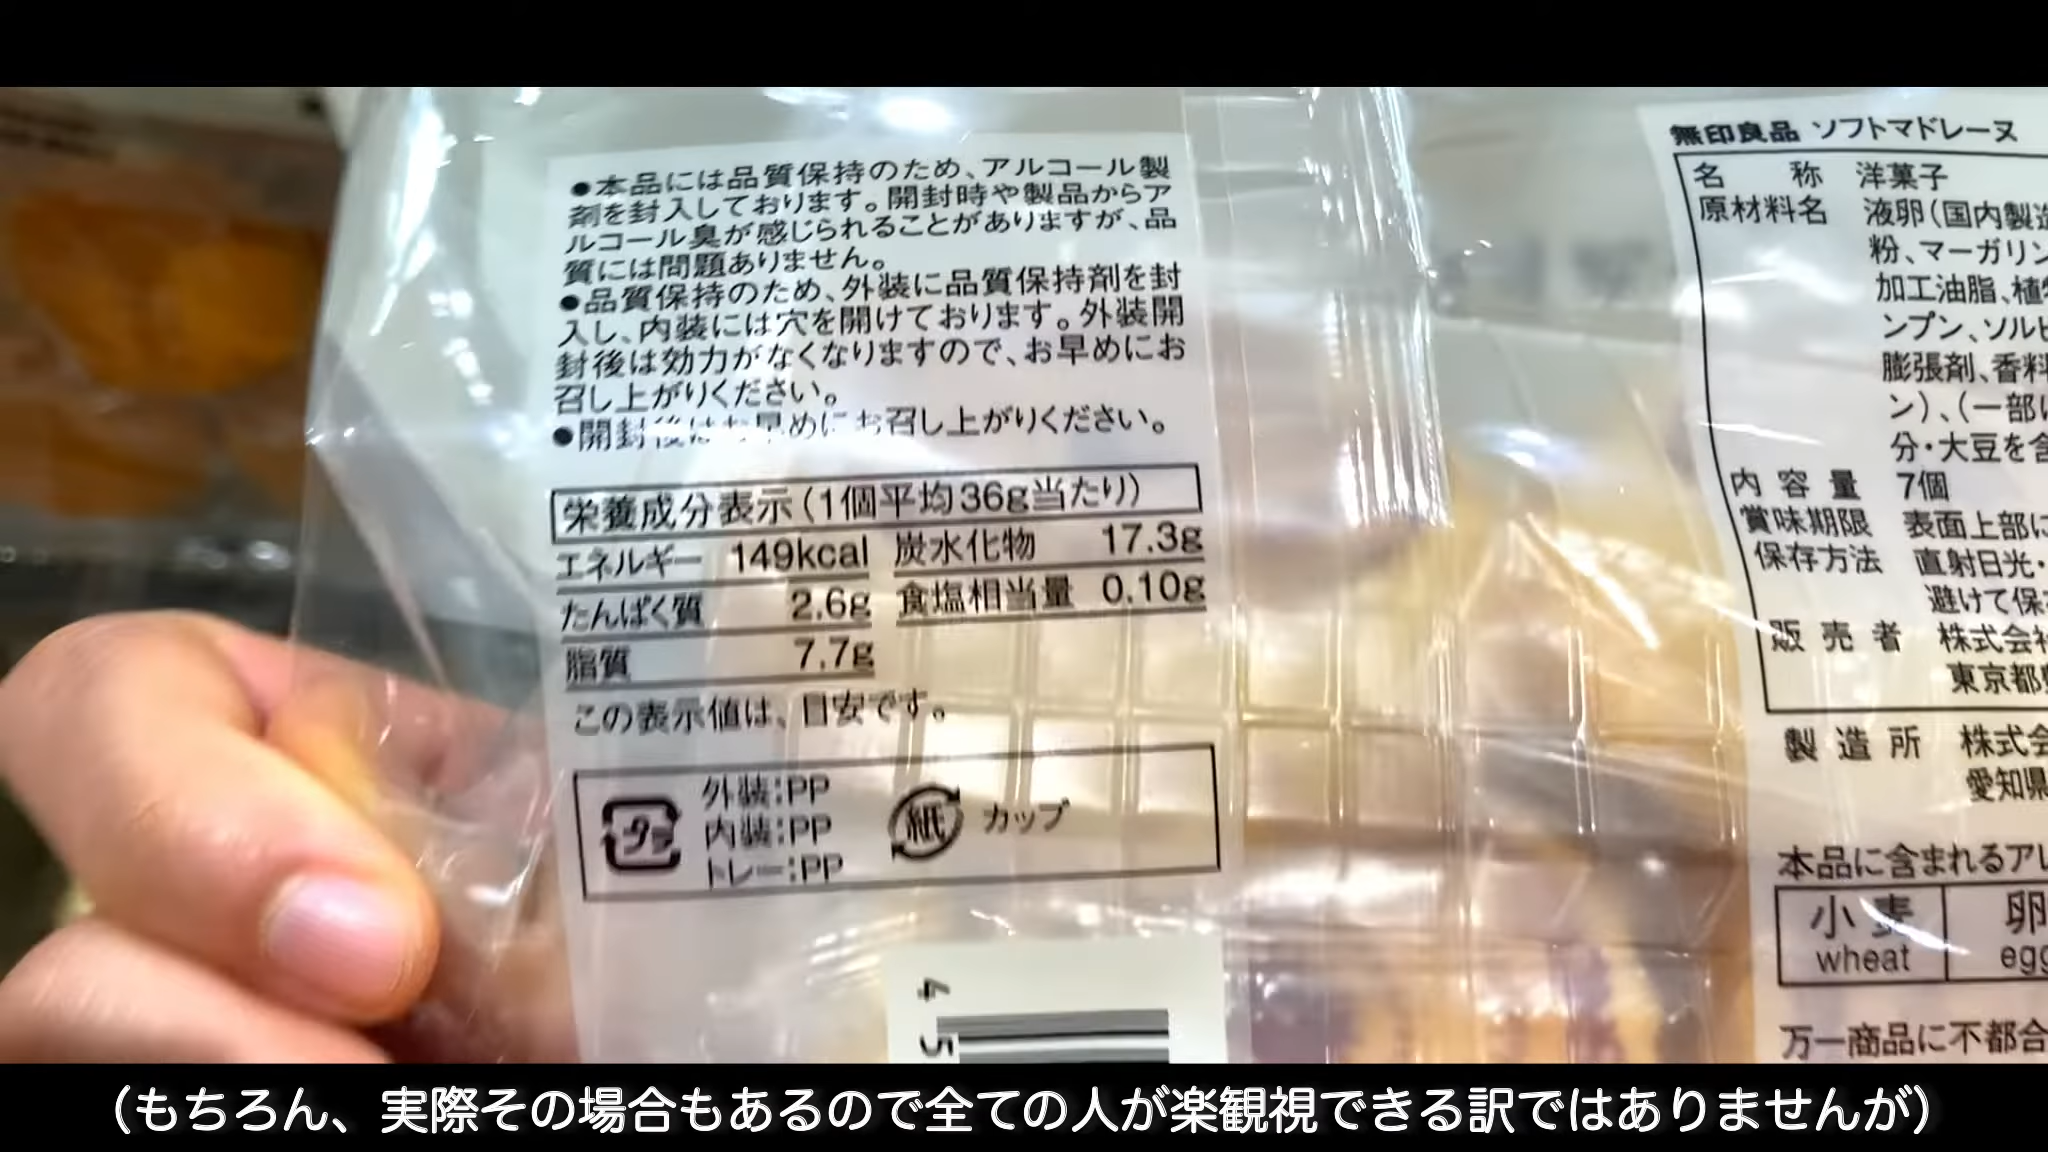 ●本品には品質保持のため、アルコール製
剤を封入しております。開封時や製品からア
ルコール臭が感じられることがありますが、品
質には問題ありません。
●品質保持のため、外装に品質保持剤を封
入し、内装には穴を開けております。外装開
封後は効力がなくなりますので、お早めにお
召し上がりください。
●開封後はお早めにお召し上がりください。
栄養成分表示(1個平均36g当たり)
エネルギー 149kcal 炭水化物 17.3g
たんぱく質 2.6g 食塩相当量 0.10g
脂質 7.7g
この表示値は、目安です。
プラ
外装:PP
内装:PP
トレー:PP
紙 カップ
4 5
無印良品 ソフトマドレーヌ
名称 洋菓子
原材料名 液卵(国内製造
粉、マーガリン
加工油脂、植
ンプン、ソルビ
膨張剤、香料
ン)、(一部に
分・大豆を含
内容量 7個
賞味期限 表面上部に
保存方法 直射日光・
避けて保
販売者 株式会社
東京都豊
製造所 株式会
愛知県
本品に含まれるアレ
小麦 卵
wheat egg
万一商品に不都合
(もちろん、実際その場合もあるので全ての人が楽観視できる訳ではありませんが)